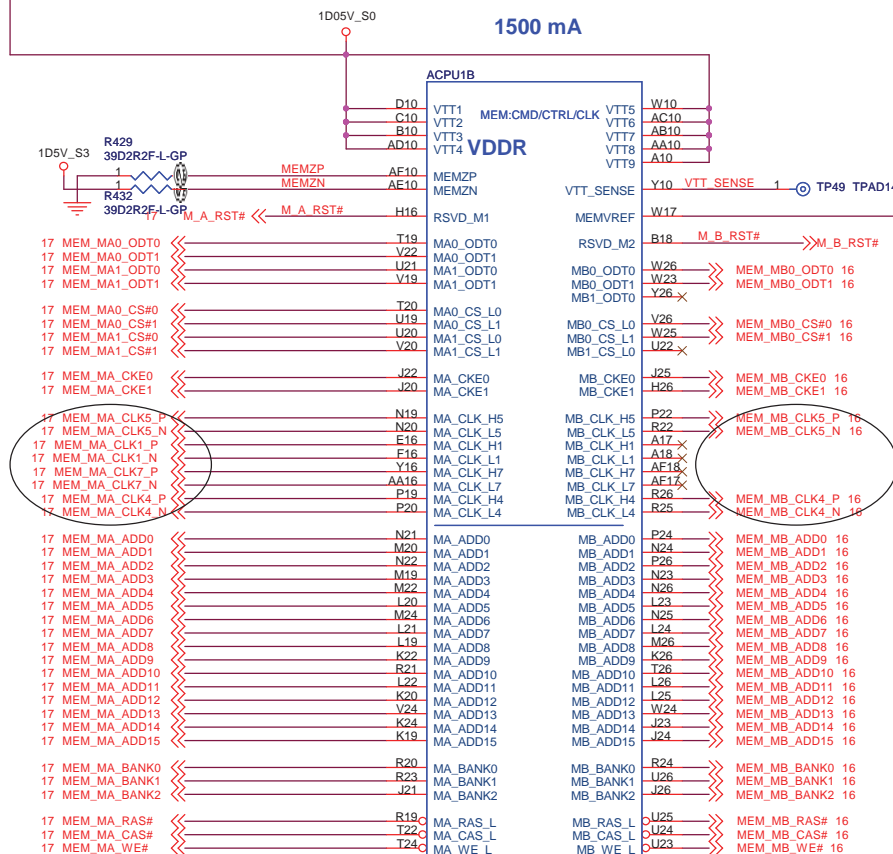 1D05V_S0
1500 mA
ACPU1B
D10 VTT1 MEM:CMD/CTRL/CLK VTT5 W10
C10 VTT2 VTT6 AC10
B10 VTT3 VTT7 AB10
AD10 VTT4 VDDR VTT8 AA10
VTT9 A10
R429
39D2R2F-L-GP
1D5V_S3
1 MEMZP AF10 MEMZP
1 MEMZN AE10 MEMZN VTT_SENSE Y10 VTT_SENSE 1 TP49 TPAD14
R432
39D2R2F-L-GP
17 M_A_RST# M_A_RST# H16 RSVD_M1 MEMVREF W17
RSVD_M2 B18 M_B_RST# M_B_RST#
17 MEM_MA0_ODT0 T19 MA0_ODT0
17 MEM_MA0_ODT1 V22 MA0_ODT1
17 MEM_MA1_ODT0 U21 MA1_ODT0 MB0_ODT0 W26 MEM_MB0_ODT0 16
17 MEM_MA1_ODT1 V19 MA1_ODT1 MB0_ODT1 W23 MEM_MB0_ODT1 16
MB1_ODT0 Y26
17 MEM_MA0_CS#0 T20 MA0_CS_L0
17 MEM_MA0_CS#1 U19 MA0_CS_L1 MB0_CS_L0 V26 MEM_MB0_CS#0 16
17 MEM_MA1_CS#0 U20 MA1_CS_L0 MB0_CS_L1 W25 MEM_MB0_CS#1 16
17 MEM_MA1_CS#1 V20 MA1_CS_L1 MB1_CS_L0 U22
17 MEM_MA_CKE0 J22 MA_CKE0 MB_CKE0 J25 MEM_MB_CKE0 16
17 MEM_MA_CKE1 J20 MA_CKE1 MB_CKE1 H26 MEM_MB_CKE1 16
17 MEM_MA_CLK5_P N19 MA_CLK_H5 MB_CLK_H5 P22 MEM_MB_CLK5_P 16
17 MEM_MA_CLK5_N N20 MA_CLK_L5 MB_CLK_L5 R22 MEM_MB_CLK5_N 16
17 MEM_MA_CLK1_P E16 MA_CLK_H1 MB_CLK_H1 A17
17 MEM_MA_CLK1_N F16 MA_CLK_L1 MB_CLK_L1 A18
17 MEM_MA_CLK7_P Y16 MA_CLK_H7 MB_CLK_H7 AF18
17 MEM_MA_CLK7_N AA16 MA_CLK_L7 MB_CLK_L7 AF17
17 MEM_MA_CLK4_P P19 MA_CLK_H4 MB_CLK_H4 R26 MEM_MB_CLK4_P 16
17 MEM_MA_CLK4_N P20 MA_CLK_L4 MB_CLK_L4 R25 MEM_MB_CLK4_N 16
17 MEM_MA_ADD0 N21 MA_ADD0 MB_ADD0 P24 MEM_MB_ADD0 16
17 MEM_MA_ADD1 M20 MA_ADD1 MB_ADD1 N24 MEM_MB_ADD1 16
17 MEM_MA_ADD2 N22 MA_ADD2 MB_ADD2 P26 MEM_MB_ADD2 16
17 MEM_MA_ADD3 M19 MA_ADD3 MB_ADD3 N23 MEM_MB_ADD3 16
17 MEM_MA_ADD4 M22 MA_ADD4 MB_ADD4 N26 MEM_MB_ADD4 16
17 MEM_MA_ADD5 L20 MA_ADD5 MB_ADD5 L23 MEM_MB_ADD5 16
17 MEM_MA_ADD6 M24 MA_ADD6 MB_ADD6 N25 MEM_MB_ADD6 16
17 MEM_MA_ADD7 L21 MA_ADD7 MB_ADD7 L24 MEM_MB_ADD7 16
17 MEM_MA_ADD8 L19 MA_ADD8 MB_ADD8 M26 MEM_MB_ADD8 16
17 MEM_MA_ADD9 K22 MA_ADD9 MB_ADD9 K26 MEM_MB_ADD9 16
17 MEM_MA_ADD10 R21 MA_ADD10 MB_ADD10 T26 MEM_MB_ADD10 16
17 MEM_MA_ADD11 L22 MA_ADD11 MB_ADD11 L26 MEM_MB_ADD11 16
17 MEM_MA_ADD12 K20 MA_ADD12 MB_ADD12 L25 MEM_MB_ADD12 16
17 MEM_MA_ADD13 V24 MA_ADD13 MB_ADD13 W24 MEM_MB_ADD13 16
17 MEM_MA_ADD14 K24 MA_ADD14 MB_ADD14 J23 MEM_MB_ADD14 16
17 MEM_MA_ADD15 K19 MA_ADD15 MB_ADD15 J24 MEM_MB_ADD15 16
17 MEM_MA_BANK0 R20 MA_BANK0 MB_BANK0 R24 MEM_MB_BANK0 16
17 MEM_MA_BANK1 R23 MA_BANK1 MB_BANK1 U26 MEM_MB_BANK1 16
17 MEM_MA_BANK2 J21 MA_BANK2 MB_BANK2 J26 MEM_MB_BANK2 16
17 MEM_MA_RAS# R19 MA_RAS_L MB_RAS_L U25 MEM_MB_RAS# 16
17 MEM_MA_CAS# T22 MA_CAS_L MB_CAS_L U24 MEM_MB_CAS# 16
17 MEM_MA_WE# T24 MA_WE_L MB_WE_L U23 MEM_MB_WE# 16